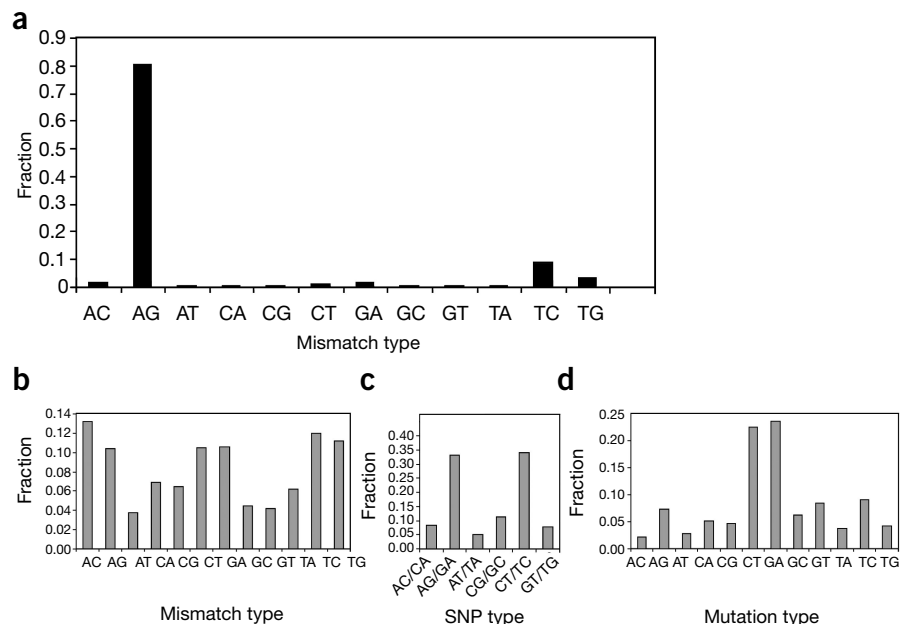 a
Fraction
0.9
0.8
0.7
0.6
0.5
0.4
0.3
0.2
0.1
0
AC AG AT CA CG CT GA GC GT TA TC TG
Mismatch type
b
Fraction
0.14
0.12
0.10
0.08
0.06
0.04
0.02
0.00
AC AG AT CA CG CT GA GC GT TA TC TG
Mismatch type
c
Fraction
0.40
0.35
0.30
0.25
0.20
0.15
0.10
0.05
0.00
AC/CA AG/GA AT/TA CG/GC CT/TC GT/TG
SNP type
d
Fraction
0.25
0.20
0.15
0.10
0.05
0.00
AC AG AT CA CG CT GA GC GT TA TC TG
Mutation type